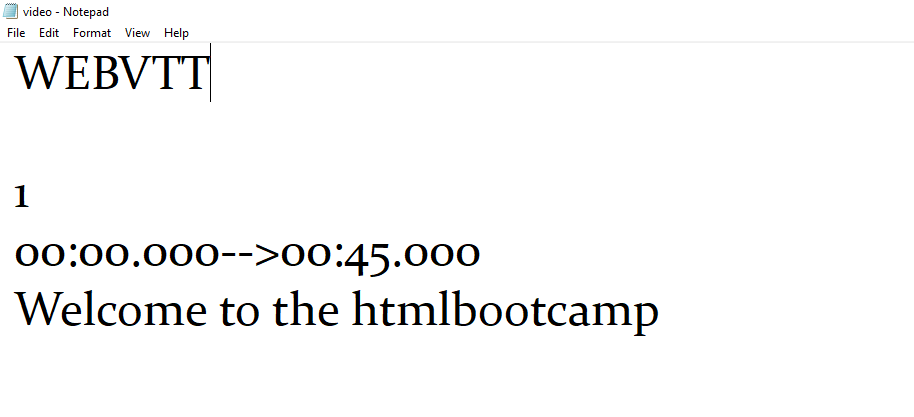 video - Notepad
File Edit Format View Help
WEBVTT
1
00:00.000-->00:45.000
Welcome to the htmlbootcamp